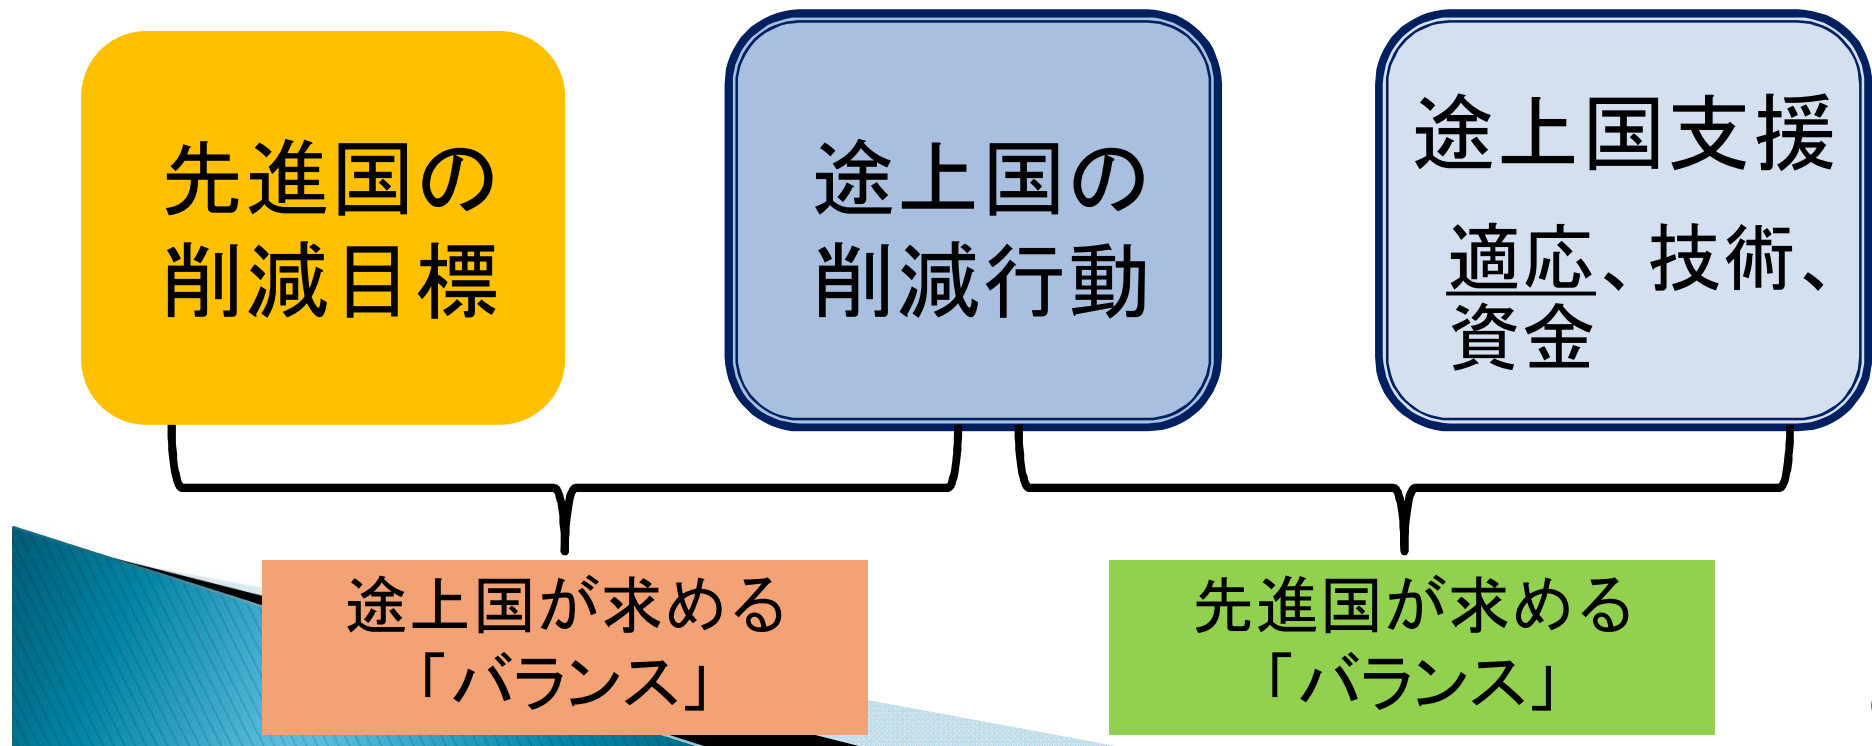 先進国の
削減目標
途上国の
削減行動
途上国支援
適応、技術、
資金
途上国が求める
「バランス」
先進国が求める
「バランス」